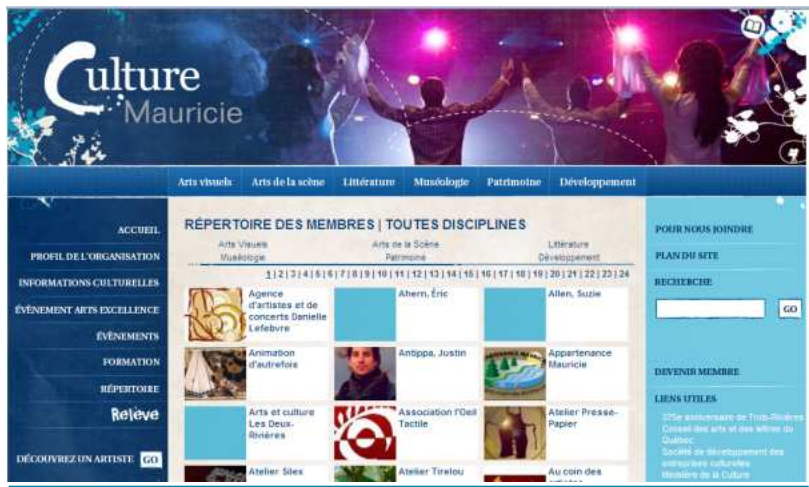 Culture
Mauricie
Arts visuels Arts de la scène Littérature Muséologie Patrimoine Développement
ACCUEIL
PROFIL DE L'ORGANISATION
INFORMATIONS CULTURELLES
ÉVÈNEMENT ARTS EXCELLENCE
ÉVÈNEMENTS
FORMATION
RÉPERTOIRE
Relève
DÉCOUVREZ UN ARTISTE GO
RÉPERTOIRE DES MEMBRES | TOUTES DISCIPLINES
Arts Visuels Arts de la Scène Littérature
Muséologie Patrimoine Développement
1 | 2 | 3 | 4 | 5 | 6 | 7 | 8 | 9 | 10 | 11 | 12 | 13 | 14 | 15 | 16 | 17 | 18 | 19 | 20 | 21 | 22 | 23 | 24
Agence
d'artistes et de
concerts Danielle
Lefebvre
Ahern, Éric
Allen, Suzie
Animation
d'autrefois
Antippa, Justin
Appartenance
Mauricie
Arts et culture
Les Deux-
Rivières
Association l'Oeil
Tactile
Atelier Presse-
Papier
Atelier Silex
Atelier Tirelou
Au coin des
POUR NOUS JOINDRE
PLAN DU SITE
RECHERCHE
GO
DEVENIR MEMBRE
LIENS UTILES
375e anniversaire de Trois-Rivières
Conseil des arts et des lettres du
Québec
Société de développement des
entreprises culturelles
Ministère de la Culture